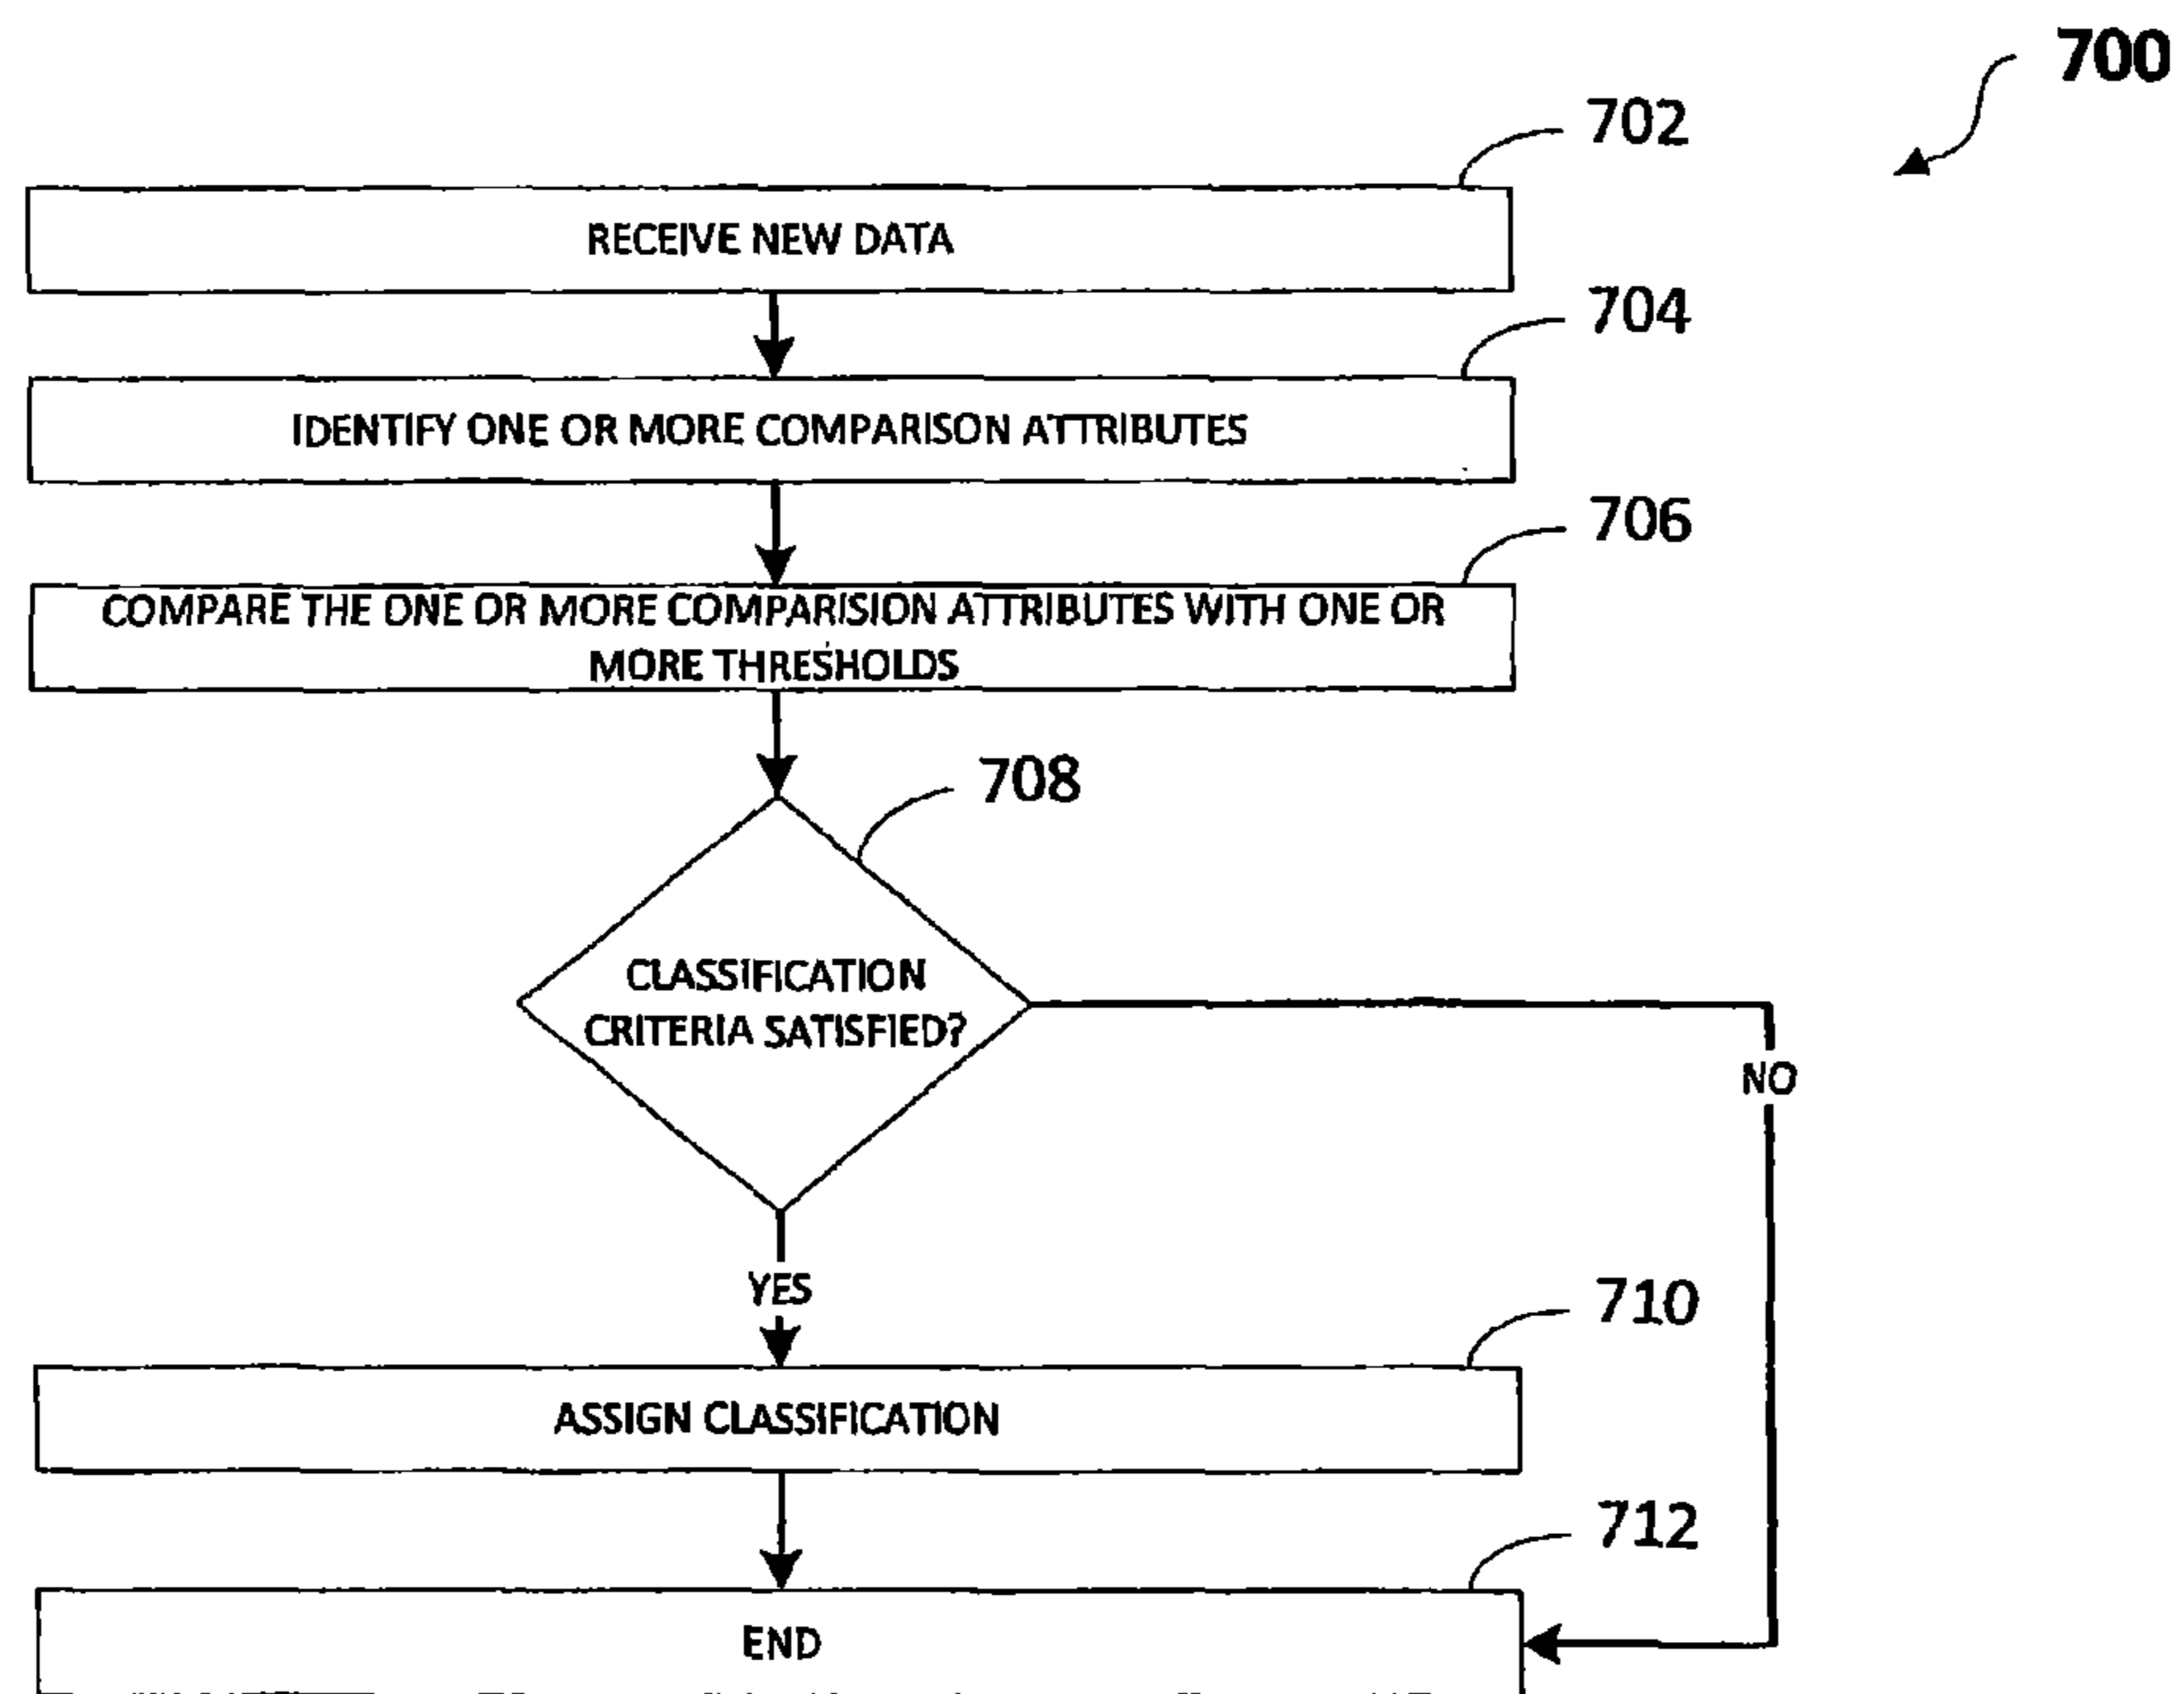 700
702
RECEIVE NEW DATA
704
IDENTIFY ONE OR MORE COMPARISON ATTRIBUTES
706
COMPARE THE ONE OR MORE COMPARISION ATTRIBUTES WITH ONE OR
MORE THRESHOLDS
708
CLASSIFICATION
CRITERIA SATISFIED?
NO
YES
710
ASSIGN CLASSIFICATION
712
END